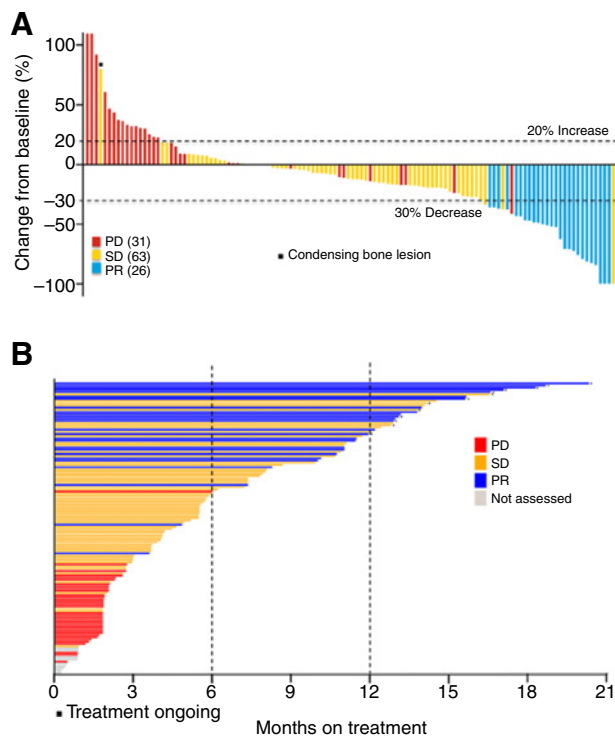 A
Change from baseline (%)
100
50
20
0
−30
−50
−100
20% Increase
30% Decrease
PD (31)
SD (63)
PR (26)
Condensing bone lesion
B
PD
SD
PR
Not assessed
0 3 6 9 12 15 18 21
Treatment ongoing
Months on treatment